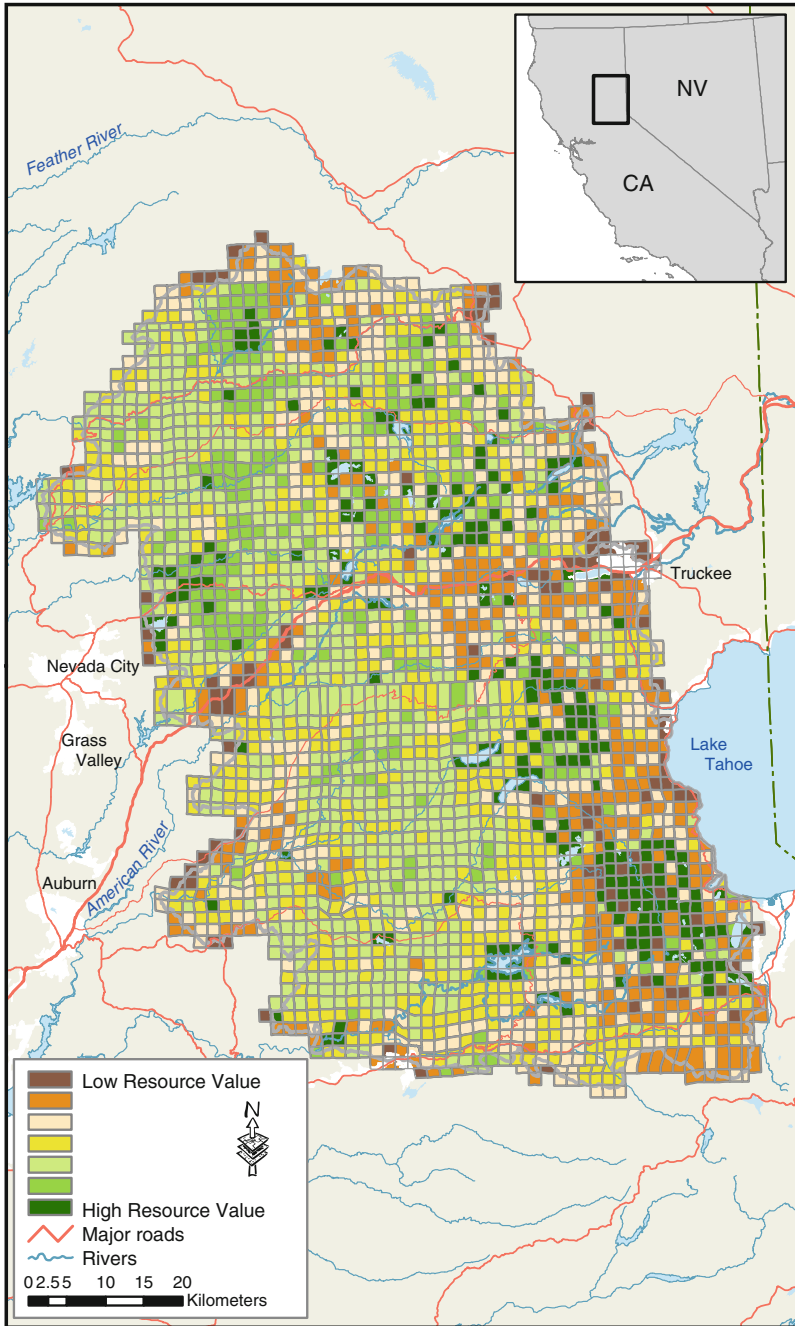 NV
CA
Feather River
Truckee
Nevada City
Grass
Valley
Lake
Tahoe
American River
Auburn
Low Resource Value
N
High Resource Value
Major roads
Rivers
0 2.5 5 10 15 20
Kilometers